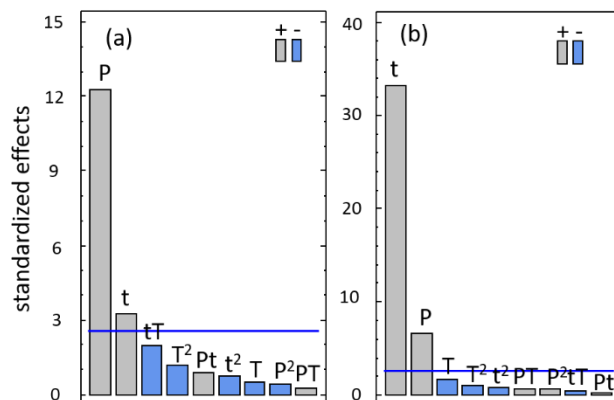 15
12
9
6
3
0
standardized effects
(a)
+ -
P
t
tT
T²
Pt
t²
T
P²
PT
40
30
20
10
0
(b)
+ -
t
P
T
T²
t²
PT
P²
tT
Pt